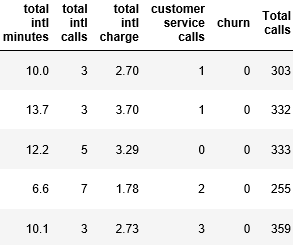 total intl minutes total intl calls total intl charge customer service calls churn Total calls
10.0 3 2.70 1 0 303
13.7 3 3.70 1 0 332
12.2 5 3.29 0 0 333
6.6 7 1.78 2 0 255
10.1 3 2.73 3 0 359